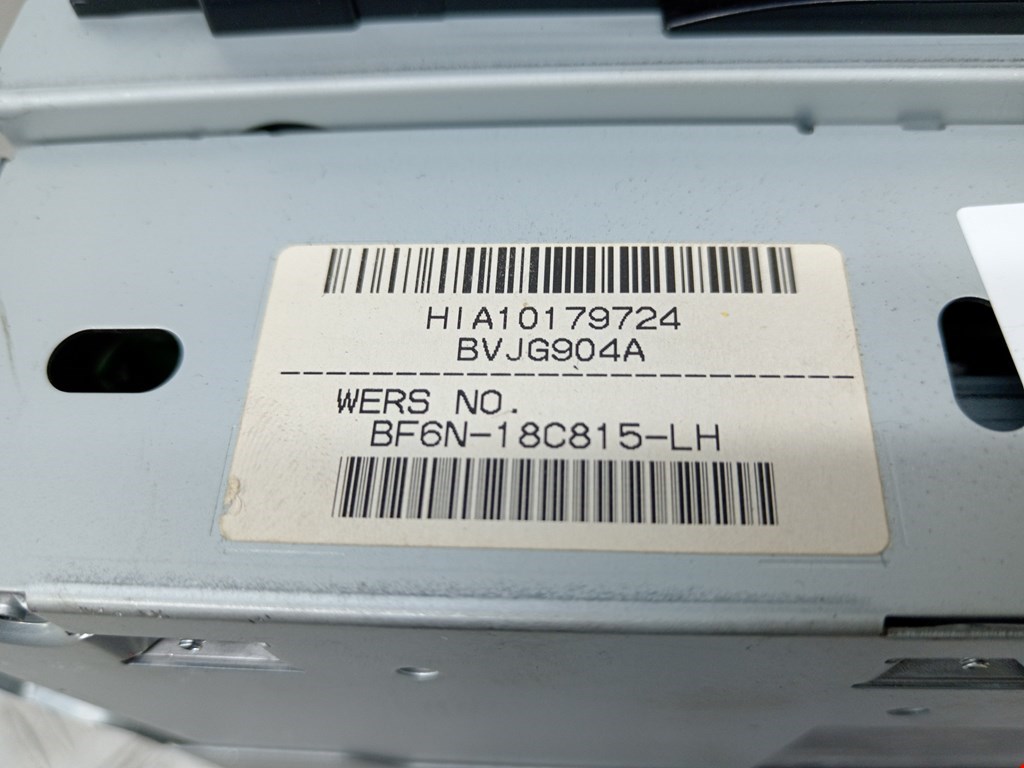 HIA10179724
BVJG904A
WERS NO.
BF6N-18C815-LH